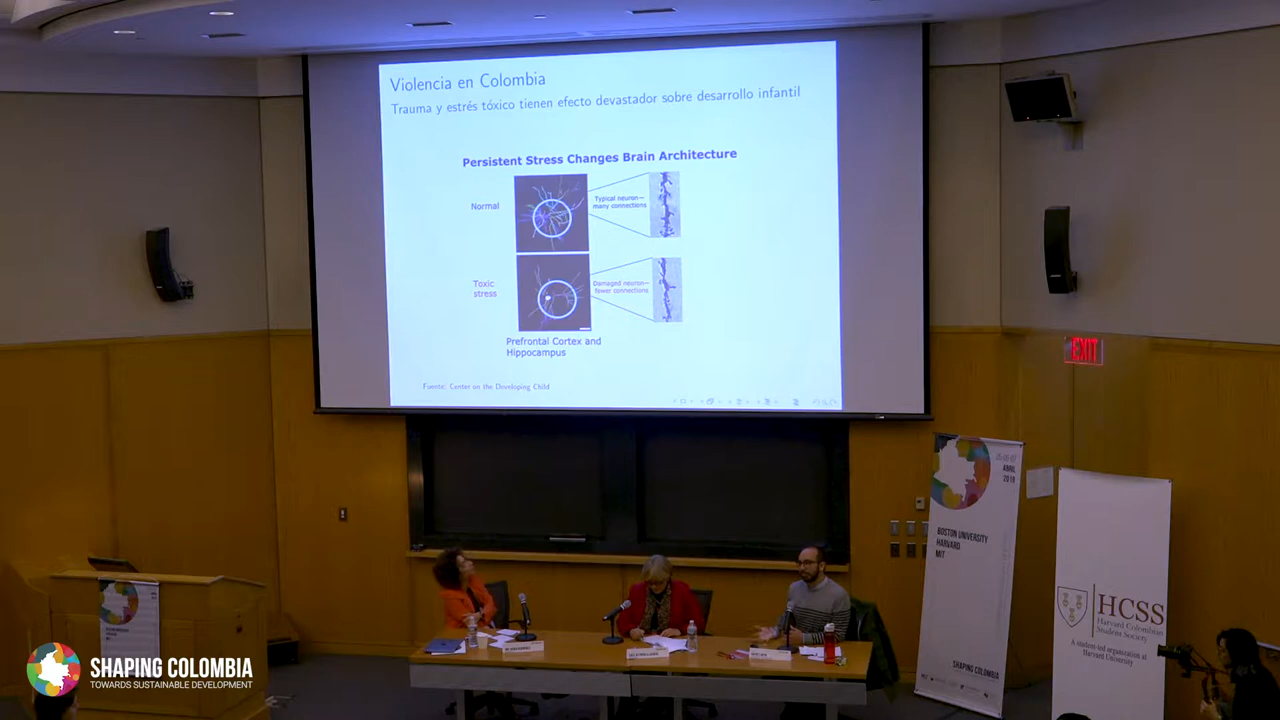 Violencia en Colombia
Trauma y estrés tóxico tienen efecto devastador sobre desarrollo infantil
Persistent Stress Changes Brain Architecture
Normal
Typical neuron—
many connections
Toxic
stress
Damaged neuron—
fewer connections
Prefrontal Cortex and
Hippocampus
Fuente: Center on the Developing Child
EXIT
ABRIL
BOSTON UNIVERSITY
HARVARD
MIT
SHAPING COLOMBIA
HCSS
Harvard Colombian
Student Society
A student-led organization at
Harvard University
SHAPING COLOMBIA
TOWARDS SUSTAINABLE DEVELOPMENT